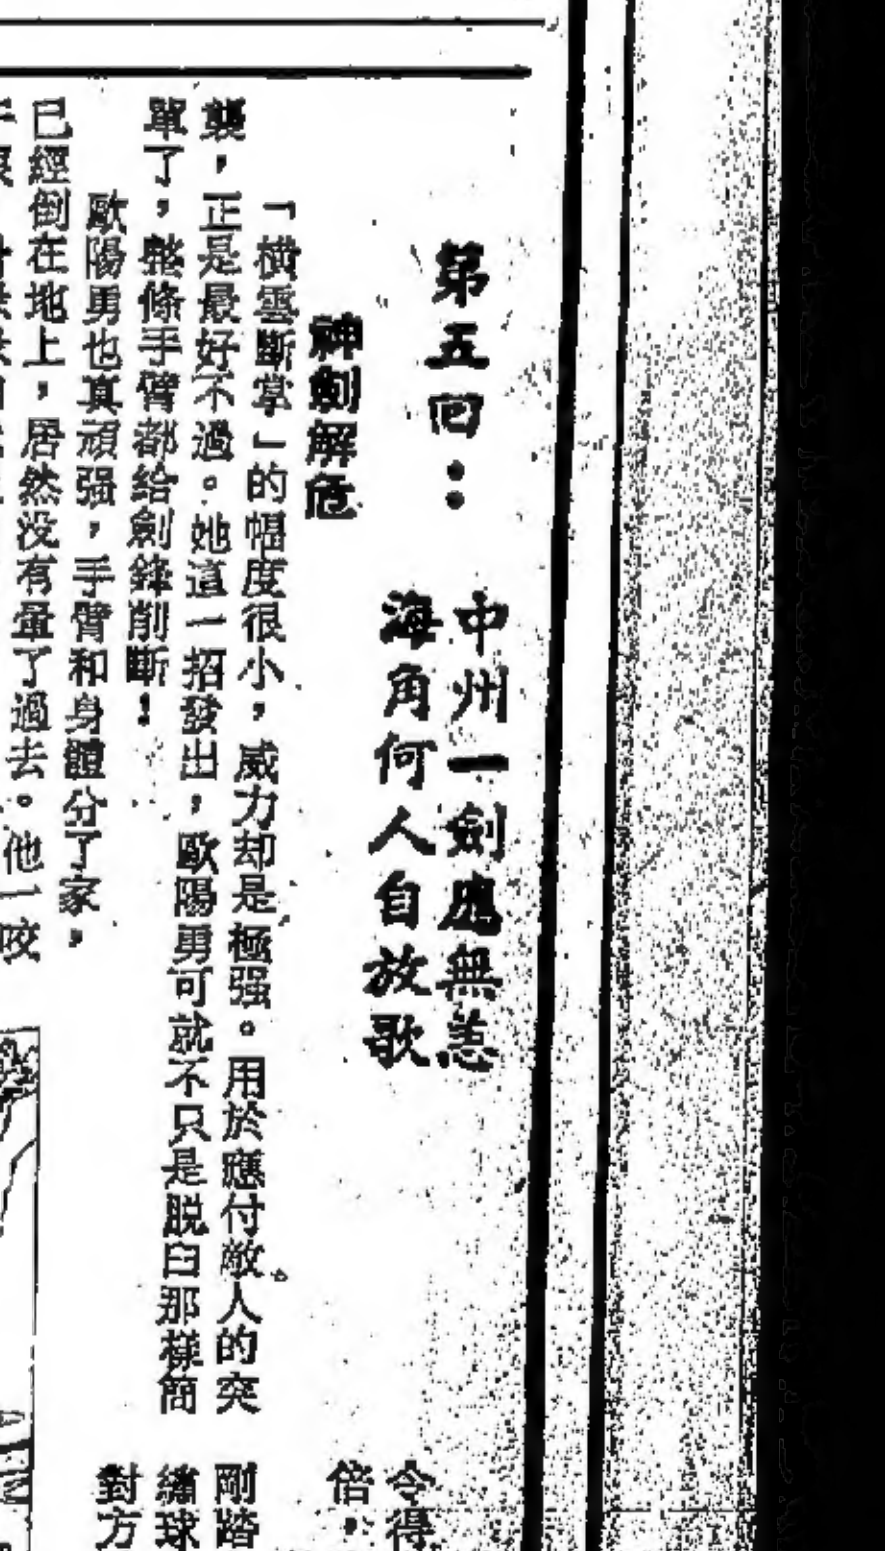 第五回：
中州一劍應無恙
海角何人自放歌
神劍解危
「橫雲斷掌」的幅度很小，威力却是極强。用於應付敵人的突
襲，正是最好不過。她這一招發出，歐陽勇可就不只是脱臼那樣簡
單了，整條手臂都給劍鋒削斷！
歐陽勇也真頑强，手臂和身體分了家，
已經倒在地上，居然没有暈了過去。他一咬
令得
倍，
剛踏
繡球
對方